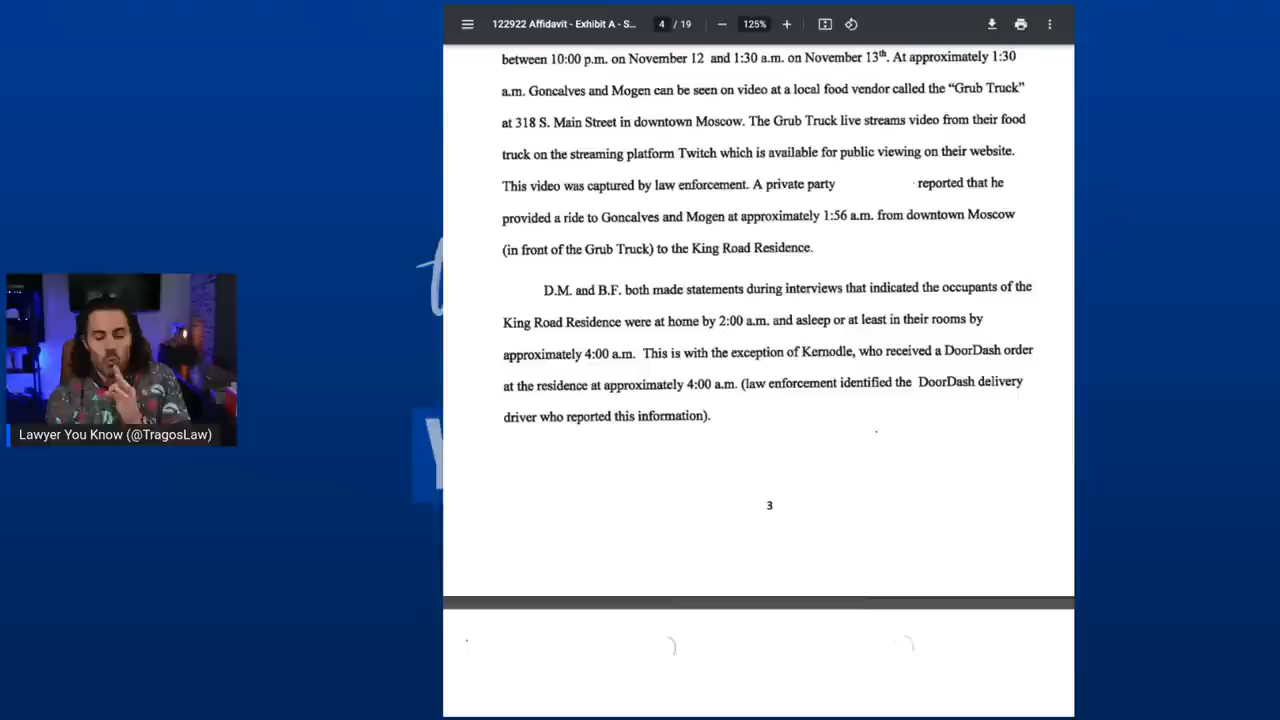 122922 Affidavit - Exhibit A - S...
4 / 19
125%
between 10:00 p.m. on November 12 and 1:30 a.m. on November 13th. At approximately 1:30
a.m. Goncalves and Mogen can be seen on video at a local food vendor called the “Grub Truck”
at 318 S. Main Street in downtown Moscow. The Grub Truck live streams video from their food
truck on the streaming platform Twitch which is available for public viewing on their website.
This video was captured by law enforcement. A private party reported that he
provided a ride to Goncalves and Mogen at approximately 1:56 a.m. from downtown Moscow
(in front of the Grub Truck) to the King Road Residence.
D.M. and B.F. both made statements during interviews that indicated the occupants of the
King Road Residence were at home by 2:00 a.m. and asleep or at least in their rooms by
approximately 4:00 a.m. This is with the exception of Kernodle, who received a DoorDash order
at the residence at approximately 4:00 a.m. (law enforcement identified the DoorDash delivery
driver who reported this information).
3
Lawyer You Know (@TragosLaw)